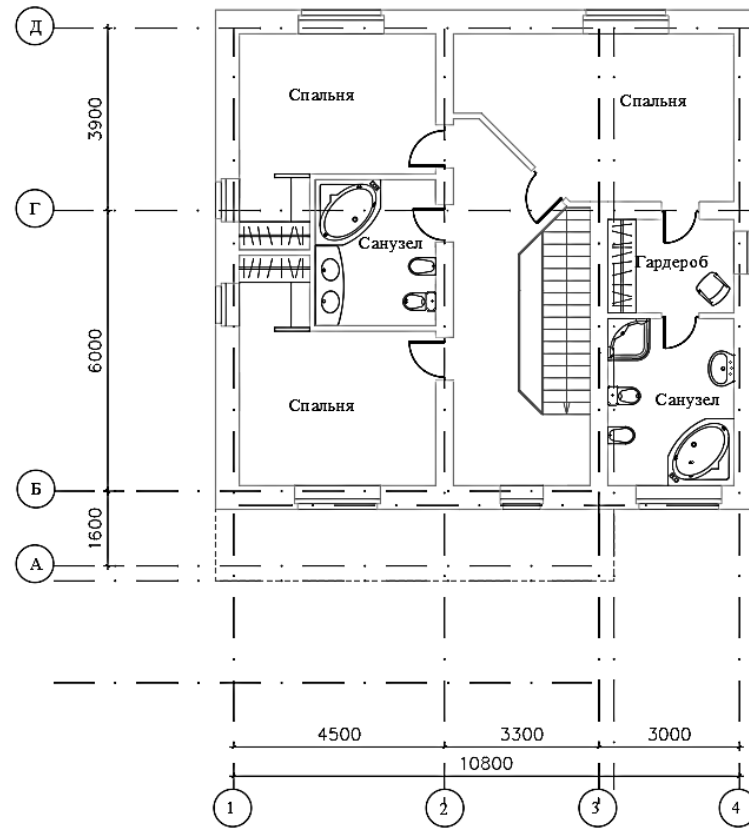 Д
Спальня
Спальня
3900
Г
Санузел
Гардероб
6000
Спальня
Санузел
Б
1600
А
4500 3300 3000
10800
1 2 3 4